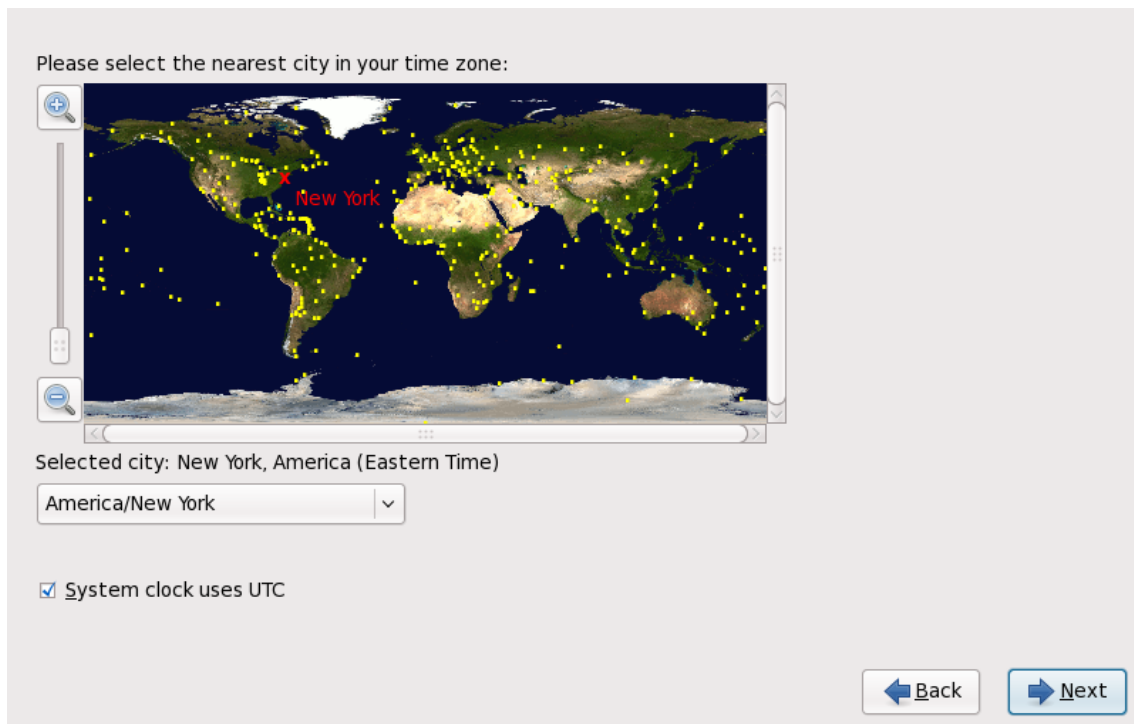 Please select the nearest city in your time zone:
X
New York
Selected city: New York, America (Eastern Time)
America/New York
System clock uses UTC
Back
Next